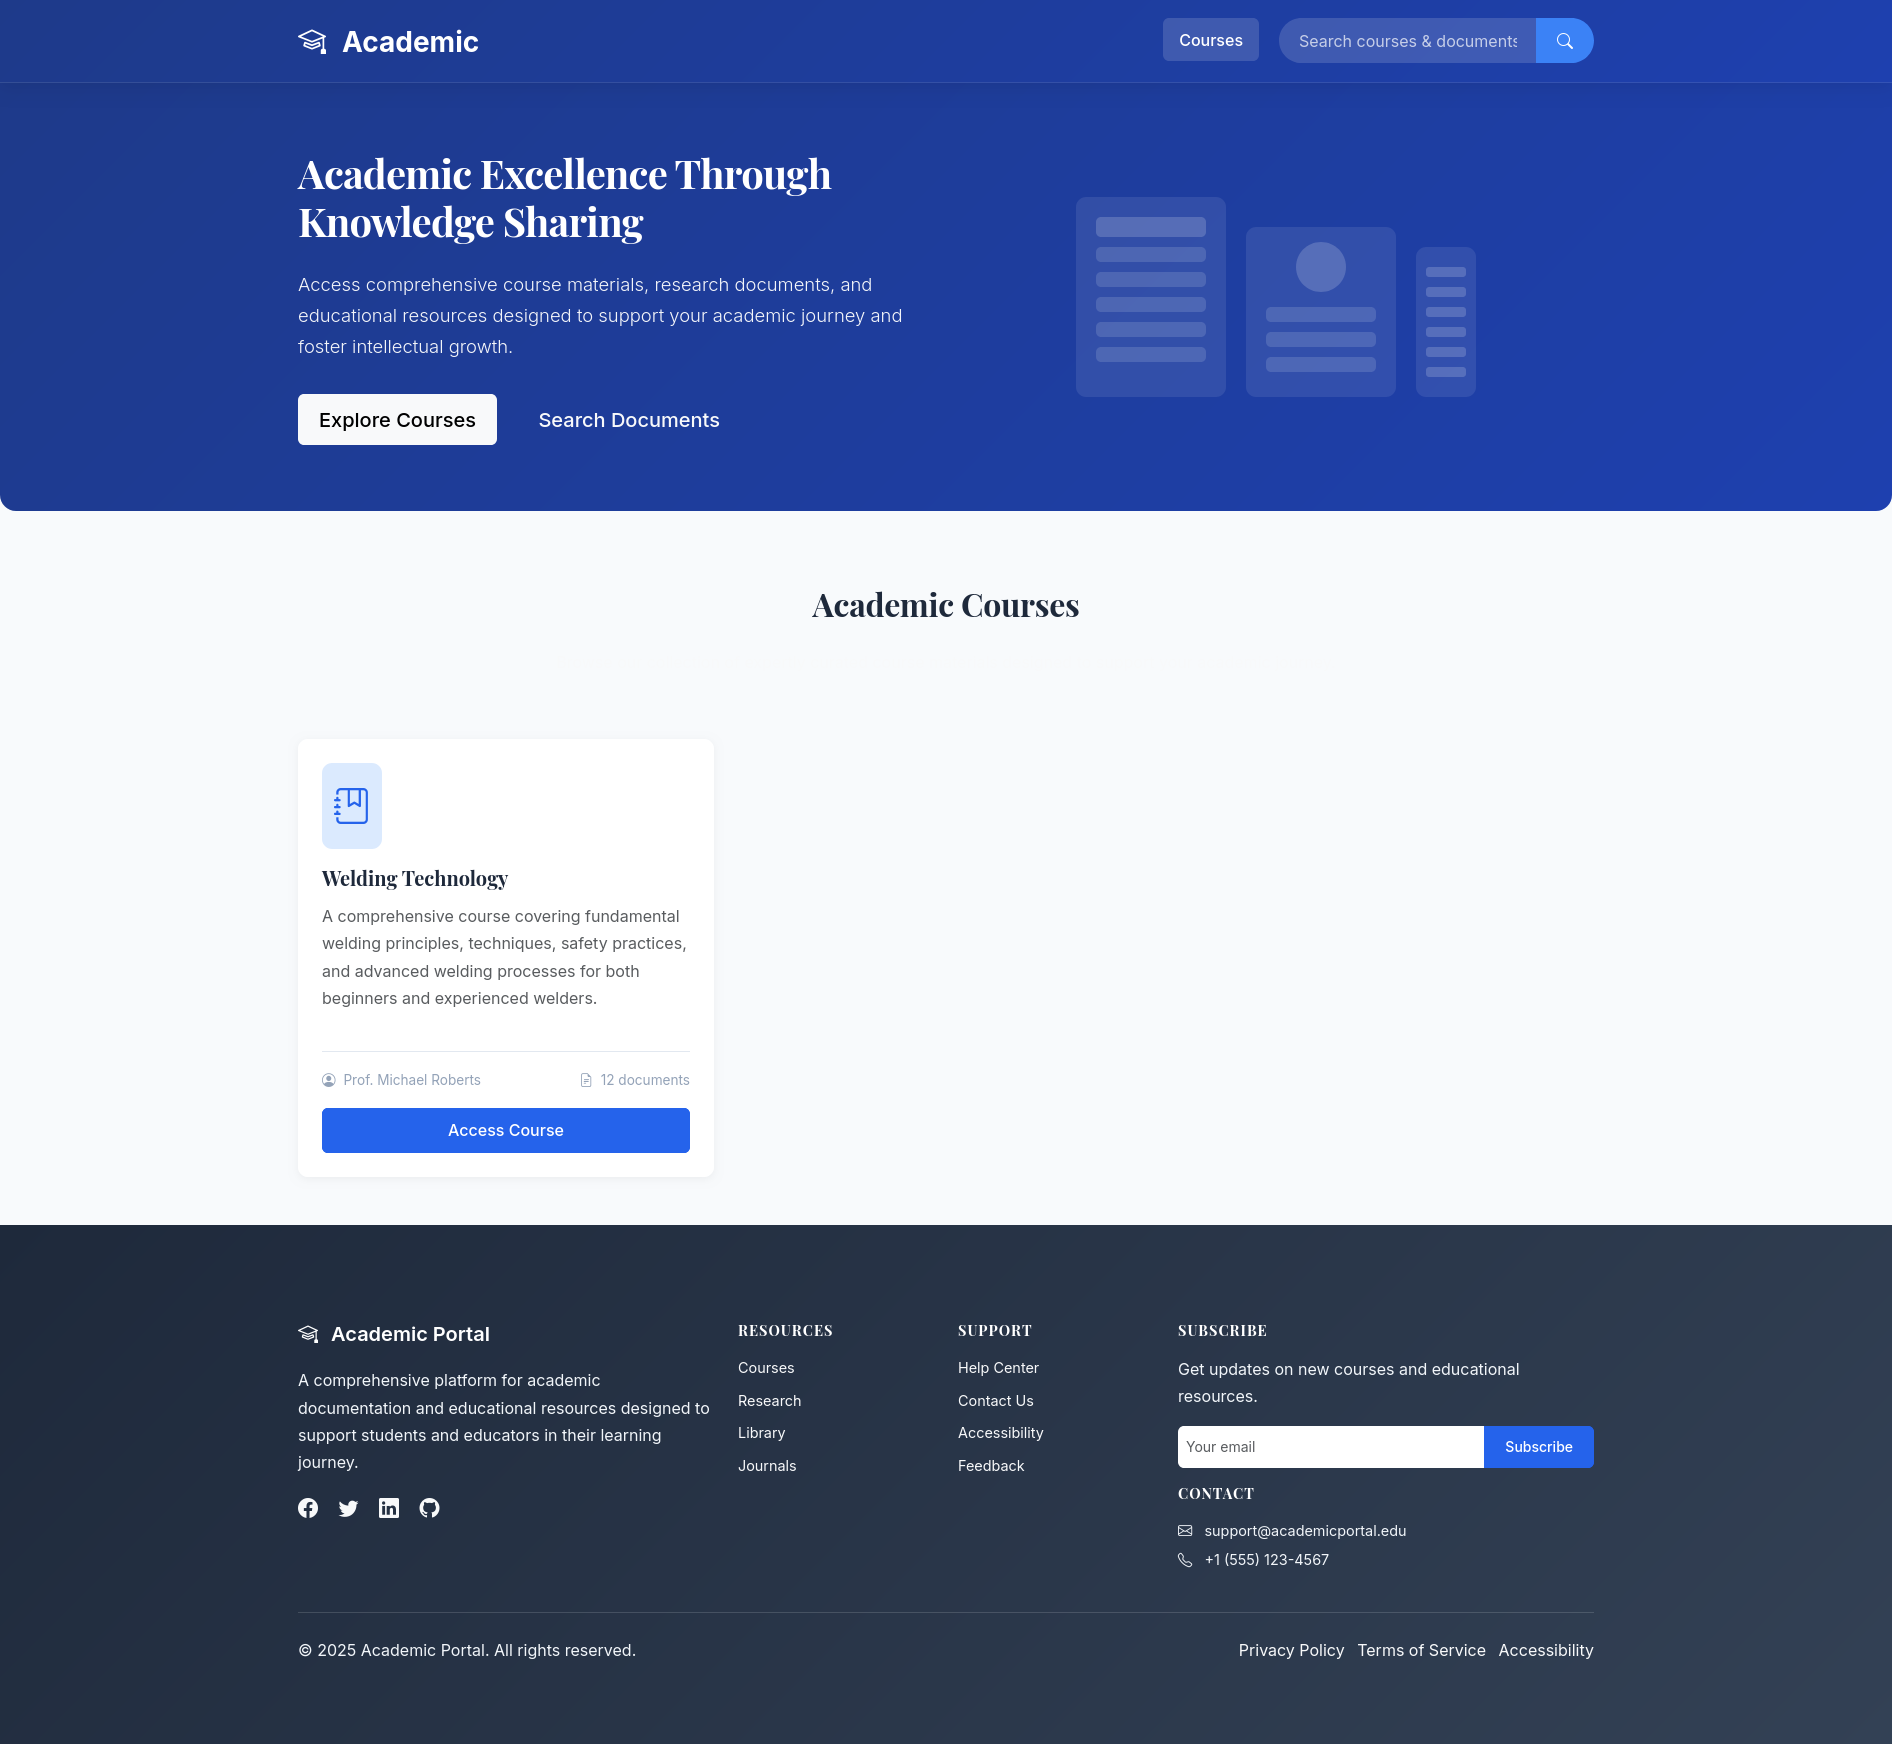 Academic
Courses
Search courses & documents
Academic Excellence Through
Knowledge Sharing
Access comprehensive course materials, research documents, and
educational resources designed to support your academic journey and
foster intellectual growth.
Explore Courses
Search Documents
Academic Courses
Welding Technology
A comprehensive course covering fundamental
welding principles, techniques, safety practices,
and advanced welding processes for both
beginners and experienced welders.
Prof. Michael Roberts
12 documents
Access Course
Academic Portal
A comprehensive platform for academic
documentation and educational resources designed to
support students and educators in their learning
journey.
RESOURCES
Courses
Research
Library
Journals
SUPPORT
Help Center
Contact Us
Accessibility
Feedback
SUBSCRIBE
Get updates on new courses and educational
resources.
Your email
Subscribe
CONTACT
support@academicportal.edu
+1 (555) 123-4567
© 2025 Academic Portal. All rights reserved.
Privacy Policy
Terms of Service
Accessibility